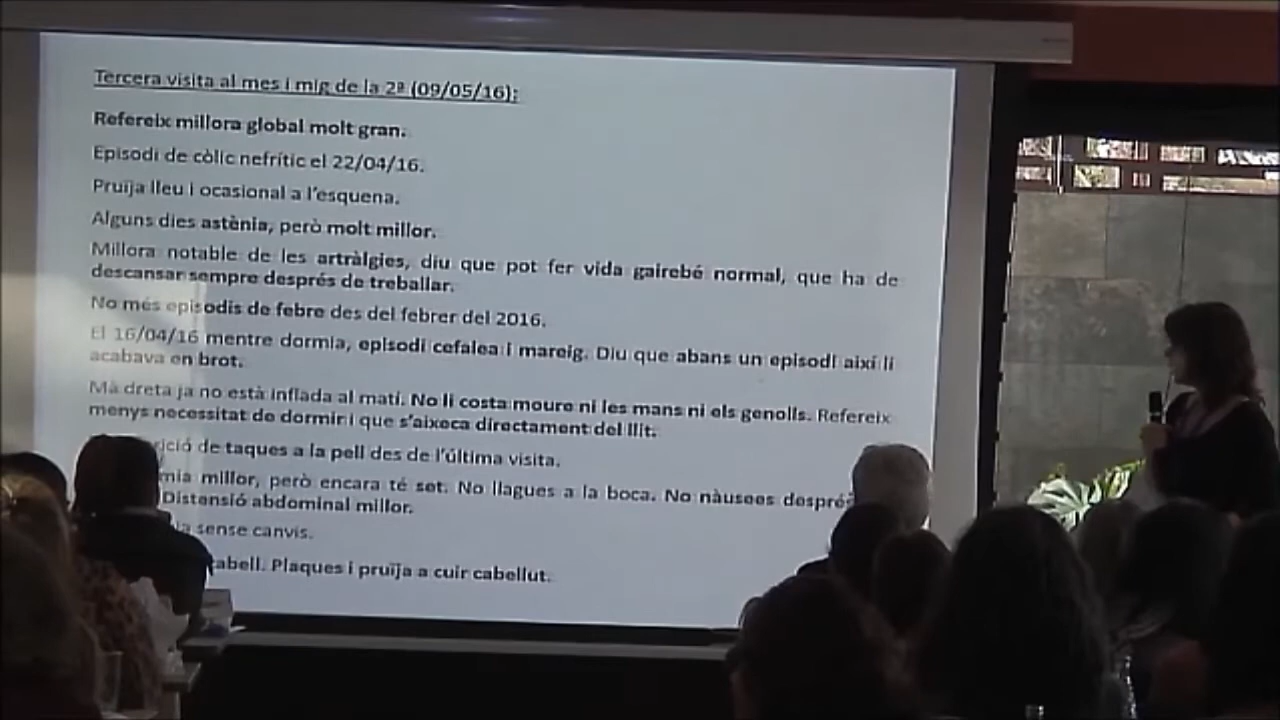 Tercera visita al mes i mig de la 2ª (09/05/16):
Refereix millora global molt gran.
Episodi de còlic nefrític el 22/04/16.
Pruïja lleu i ocasional a l'esquena.
Alguns dies astènia, però molt millor.
Millora notable de les artràlgies, diu que pot fer vida gairebé normal, que ha de
descansar sempre després de treballar.
No més episodis de febre des del febrer del 2016.
El 16/04/16 mentre dormia, episodi cefalea i mareig. Diu que abans un episodi així li
acabava en brot.
Mà dreta ja no està inflada al matí. No li costa moure ni les mans ni els genolls. Refereix
menys necessitat de dormir i que s'aixeca directament del llit.
de taques a la pell des de l'última visita.
millor, però encara té set. No llagues a la boca. No nàusees després
Distensió abdominal millor.
sense canvis.
Plaques i pruïja a cuir cabellut.